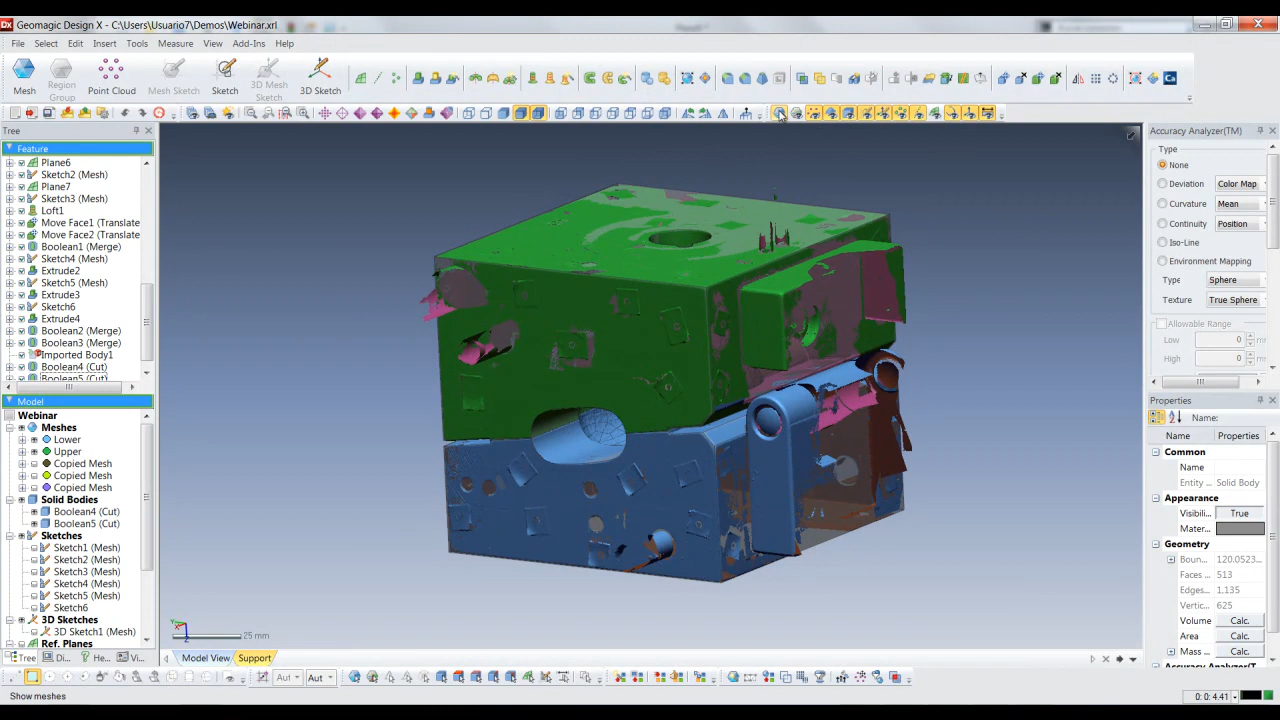 Dx Geomagic Design X - C:\Users\Usuario7\Demos\Webinar.xrl
File Select Edit Insert Tools Measure View Add-Ins Help
Mesh Region Group Point Cloud Mesh Sketch Sketch 3D Mesh Sketch 3D Sketch Ca
Tree
Feature
Plane6
Sketch2 (Mesh)
Plane7
Sketch3 (Mesh)
Loft1
Move Face1 (Translate
Move Face2 (Translate
Boolean1 (Merge)
Sketch4 (Mesh)
Extrude2
Sketch5 (Mesh)
Extrude3
Sketch6
Extrude4
Boolean2 (Merge)
Boolean3 (Merge)
Imported Body1
Boolean4 (Cut)
Boolean5 (Cut)
Model
Webinar
Meshes
Lower
Upper
Copied Mesh
Copied Mesh
Copied Mesh
Solid Bodies
Boolean4 (Cut)
Boolean5 (Cut)
Sketches
Sketch1 (Mesh)
Sketch2 (Mesh)
Sketch3 (Mesh)
Sketch4 (Mesh)
Sketch5 (Mesh)
Sketch6
3D Sketches
3D Sketch1 (Mesh)
Ref. Planes
Tree Di... He... Vi...
25 mm
Model View Support
Aut Aut
Show meshes
Accuracy Analyzer(TM)
Type
None
Deviation Color Map
Curvature Mean
Continuity Position
Iso-Line
Environment Mapping
Type Sphere
Texture True Sphere
Allowable Range
Low 0 m
High 0 m
Properties
Name:
Name Properties
Common
Name
Entity ... Solid Body
Appearance
Visibili... True
Mater...
Geometry
Boun... 120.0523...
Faces ... 513
Edges... 1,135
Vertic... 625
Volume Calc.
Area Calc.
Mass ... Calc.
Accuracy Analyzer(T
0: 0: 4.41